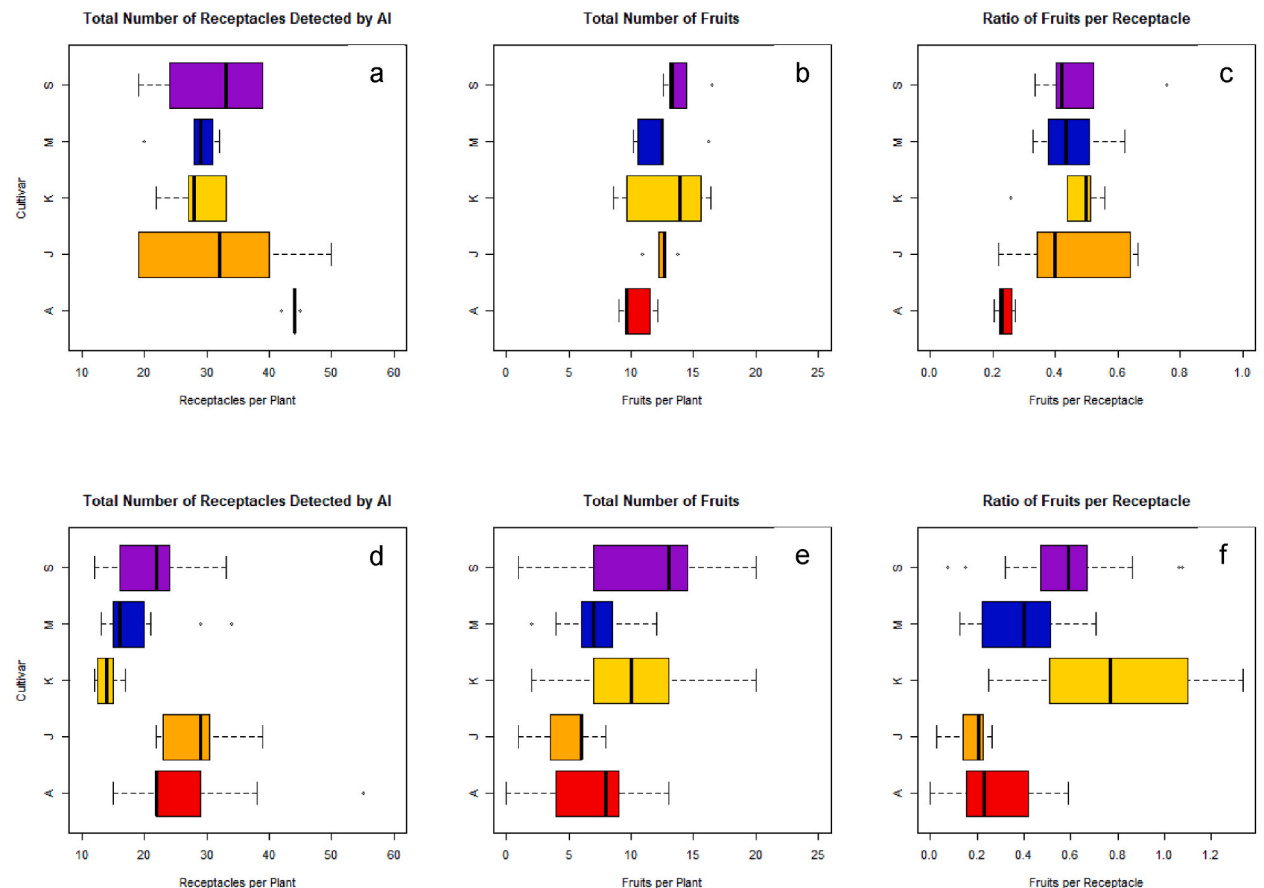 Total Number of Receptacles Detected by AI
a
Cultivar
S
M
K
J
A
10 20 30 40 50 60
Receptacles per Plant
Total Number of Fruits
b
S
M
K
J
A
0 5 10 15 20 25
Fruits per Plant
Ratio of Fruits per Receptacle
c
S
M
K
J
A
0.0 0.2 0.4 0.6 0.8 1.0
Fruits per Receptacle
Total Number of Receptacles Detected by AI
d
Cultivar
S
M
K
J
A
10 20 30 40 50 60
Receptacles per Plant
Total Number of Fruits
e
S
M
K
J
A
0 5 10 15 20 25
Fruits per Plant
Ratio of Fruits per Receptacle
f
S
M
K
J
A
0.0 0.2 0.4 0.6 0.8 1.0 1.2
Fruits per Receptacle